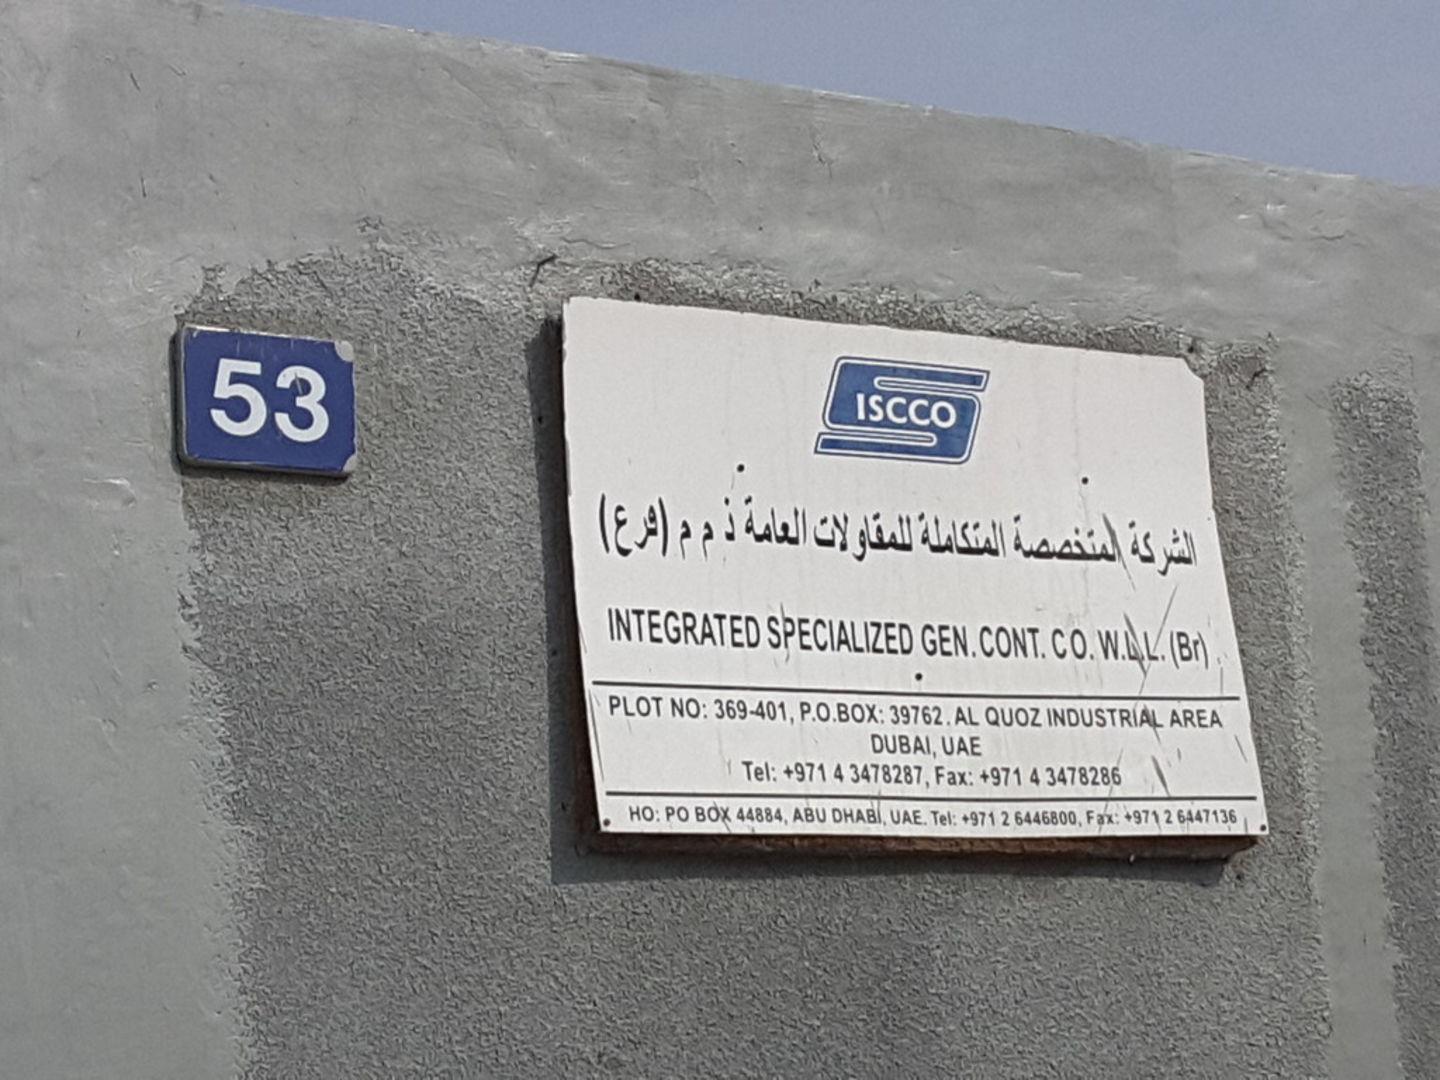 53
ISCCO
الشركة المتخصصة المتكاملة للمقاولات العامة ذ م م (فرع)
INTEGRATED SPECIALIZED GEN. CONT. CO. W.L.L. (Br)
PLOT NO: 369-401, P.O.BOX: 39762. AL QUOZ INDUSTRIAL AREA
DUBAI, UAE
Tel: +971 4 3478287, Fax: +971 4 3478286
HO: PO BOX 44884, ABU DHABI, UAE. Tel: +971 2 6446800, Fax: +971 2 6447136